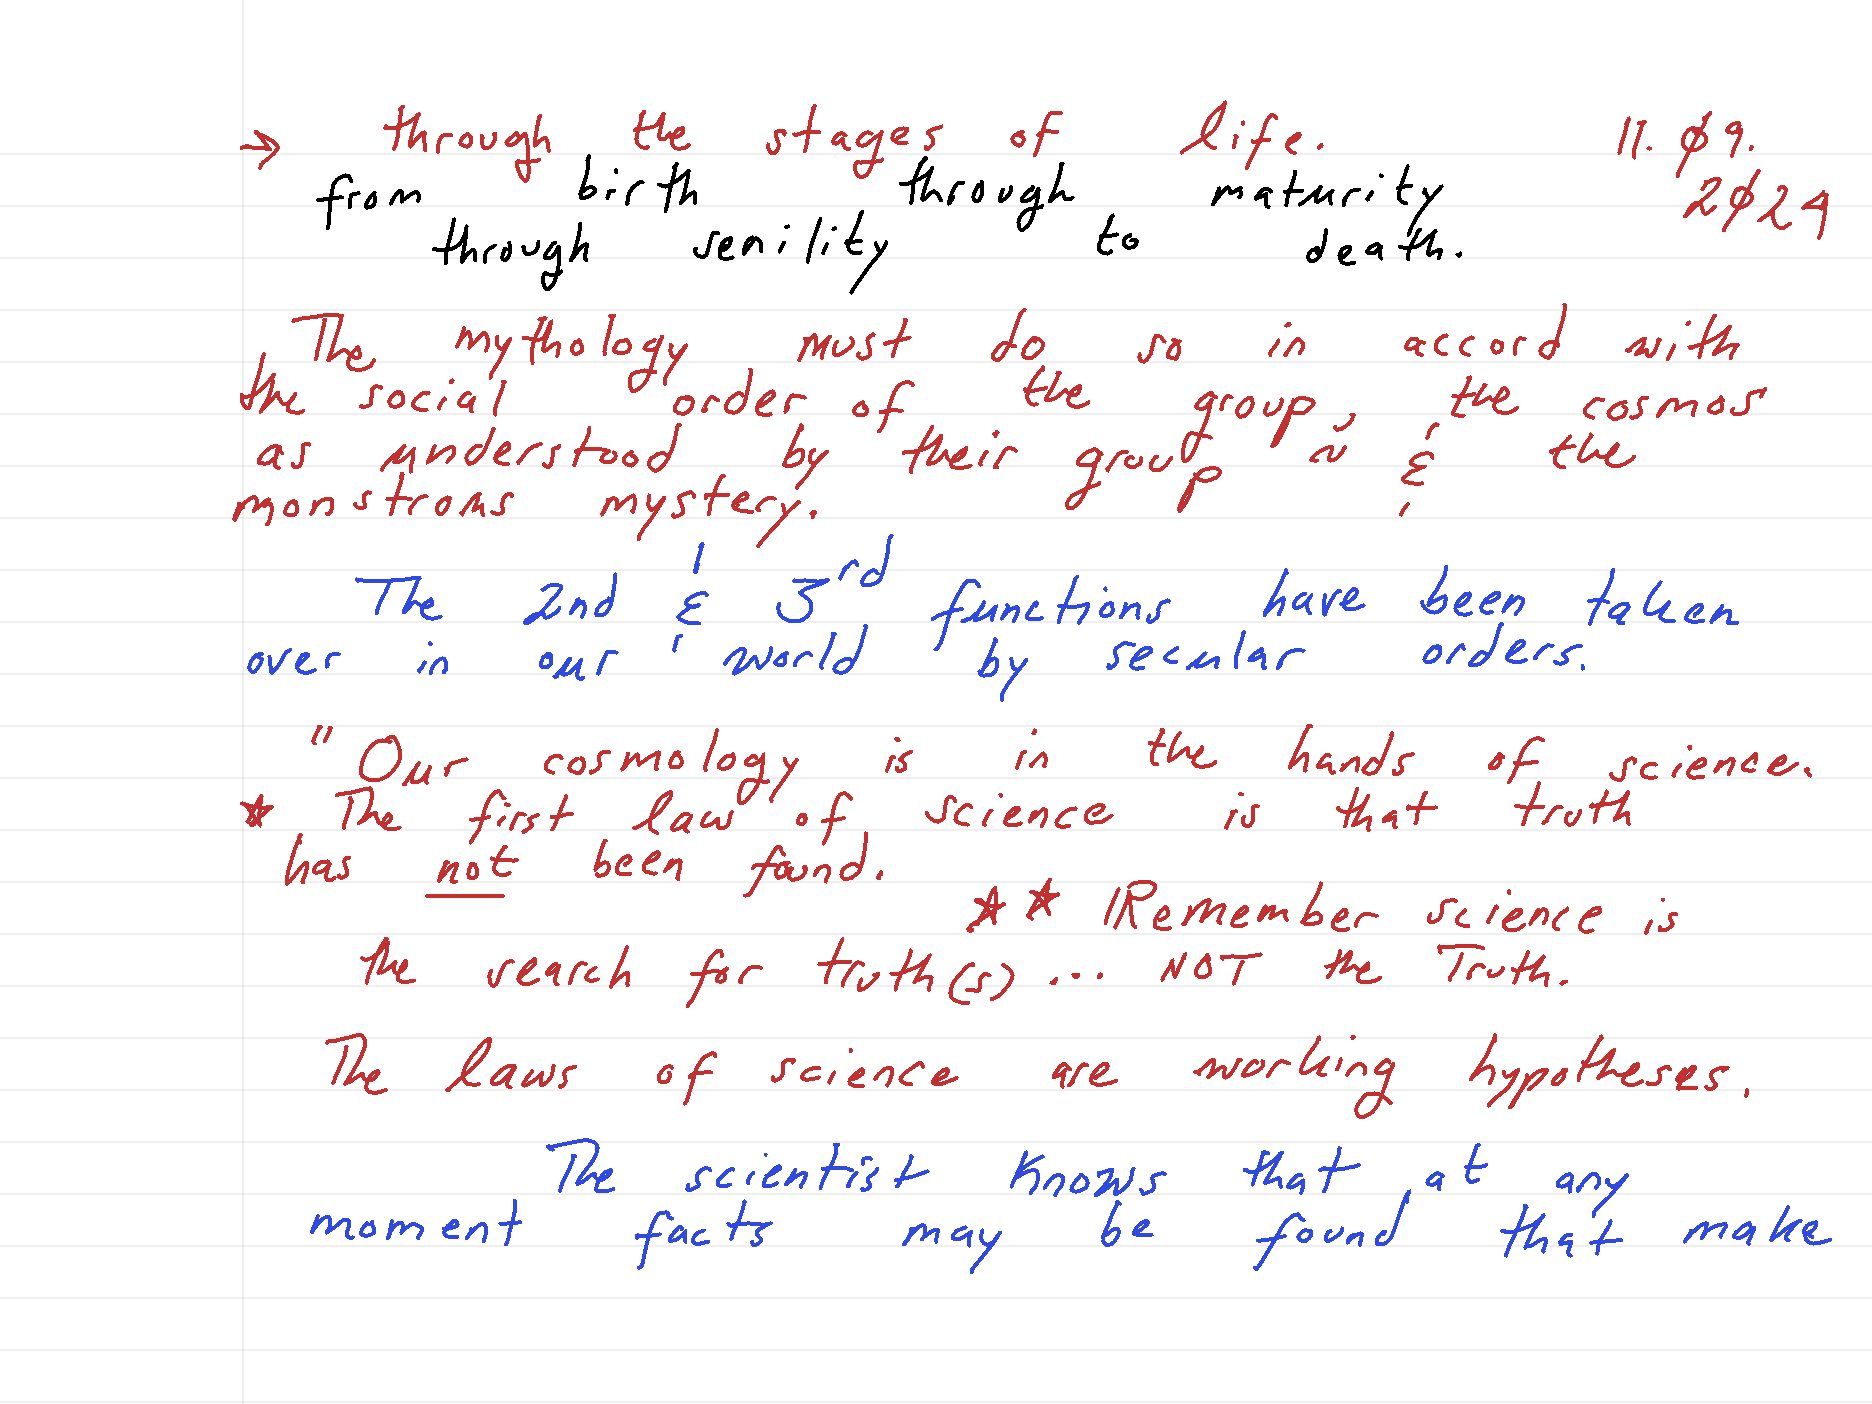 → through the stages of life. 11. ø9.
from birth through maturity 2ø24
through senility to death.
The mythology must do so in accord with
the social order of the group, the cosmos
as understood by their group ~ & the
monstrous mystery.
The 2nd & 3rd functions have been taken
over in our world by secular orders.
"Our cosmology is in the hands of science.
☆ The first law of science is that truth
has not been found.
☆☆ Remember science is
the search for truth(s)... NOT the Truth.
The laws of science are working hypotheses.
The scientist knows that at any
moment facts may be found that make